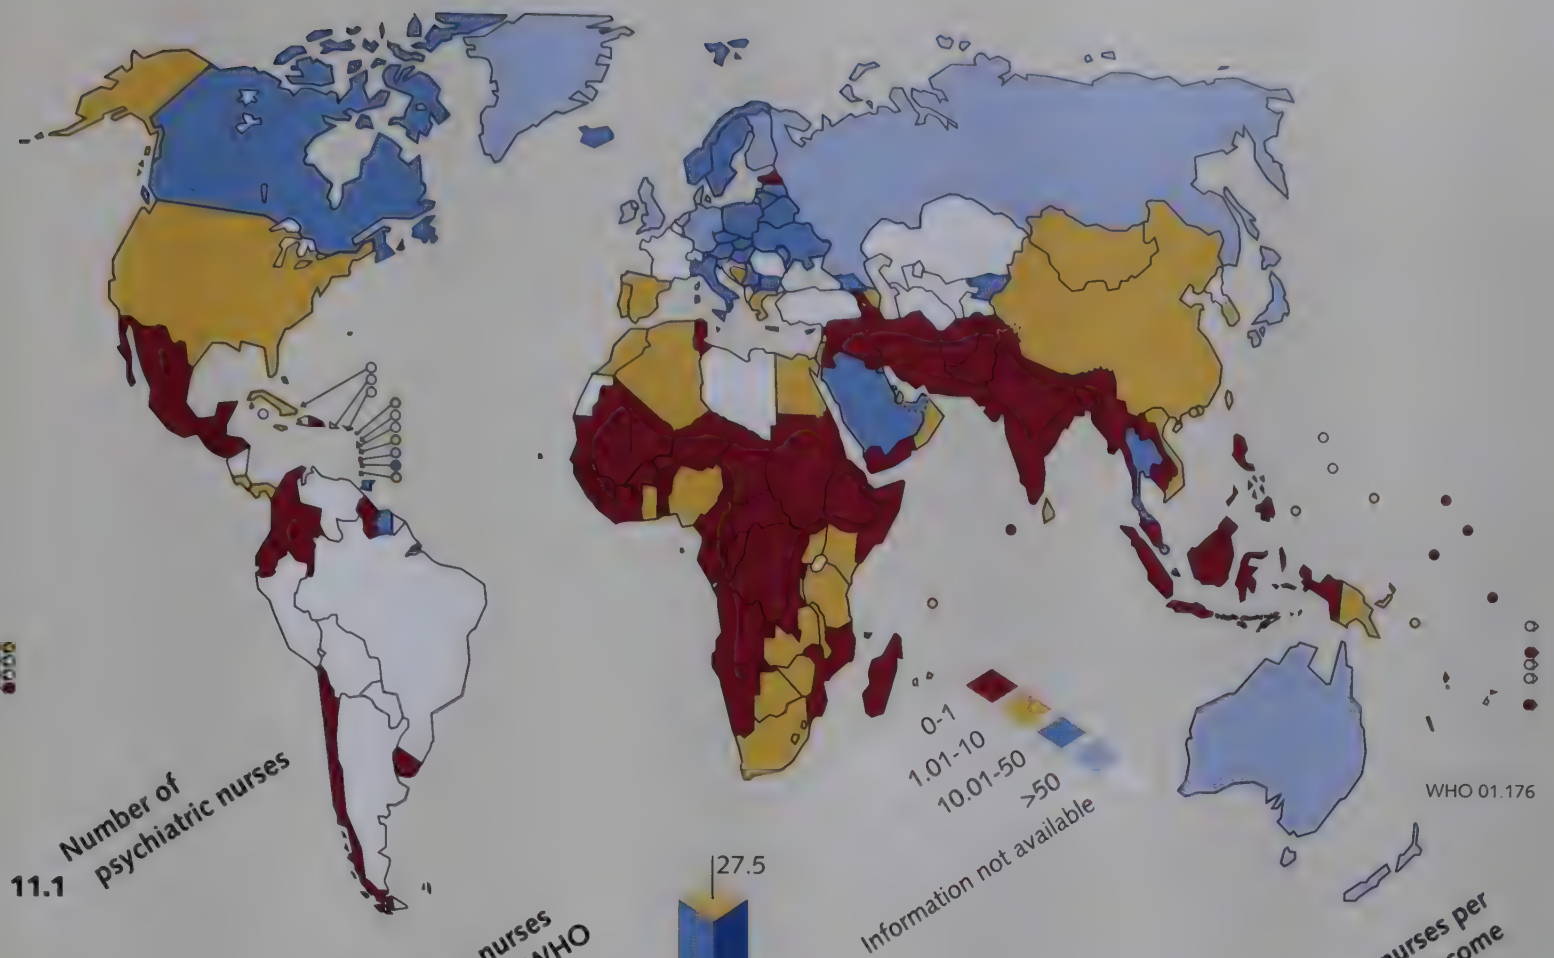 0-1
1.01-10
10.01-50
>50
Information not available
WHO 01.176
11.1
Number of
psychiatric nurses
27.5
nurses
WHO
nurses per